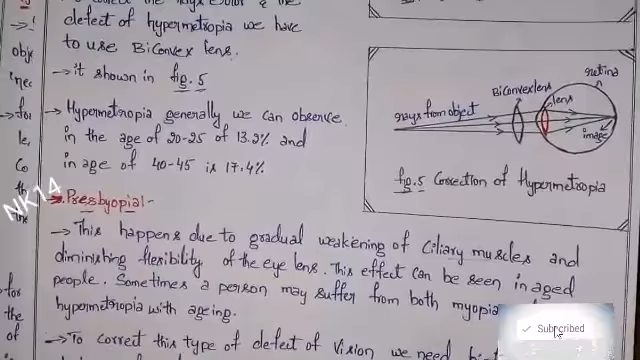 defect of hypermetropia we have
to use BiConvex lens.
→ it shown in fig. 5
→ Hypermetropia generally we can observe
in the age of 20-25 of 13.2% and
in age of 40-45 is 17.4%
Presbyopial-
→ This happens due to gradual weakening of ciliary muscles and
diminishing flexibility of the eye lens. This effect can be seen in aged
people. Sometimes a person may suffer from both myopia
hypermetropia with ageing.
→ To correct this type of defect of vision we need
retina
BiConvex lens
lens
rays from object
image
fig. 5 Correction of Hypermetropia
NK14
✓ Subscribed